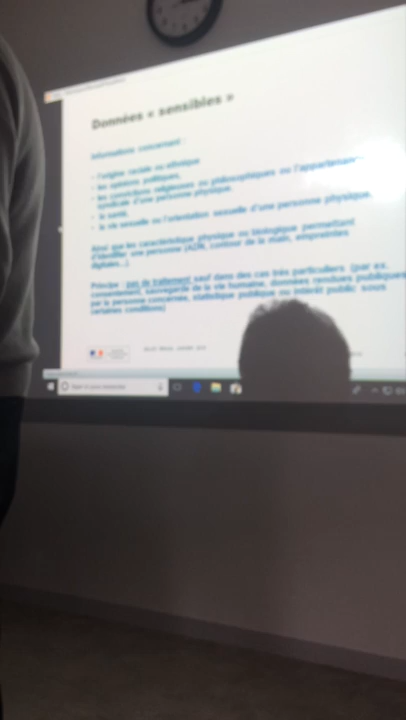 Données « sensibles »
Informations concernant :
- l'origine raciale ou ethnique
- les opinions politiques,
- les convictions religieuses ou philosophiques ou l'appartenance
syndicale d'une personne physique.
- la santé,
- la vie sexuelle ou l'orientation sexuelle d'une personne physique.
Ainsi que les caractéristique physique ou biologique permettant
d'identifier une personne (ADN, contour de la main, empreintes
digitales...)
Principe : pas de traitement sauf dans des cas très particuliers (par ex.
consentement, sauvegarde de la vie humaine, données rendues publiques
par la personne concernée, statistique publique ou intérêt public sous
certaines conditions)